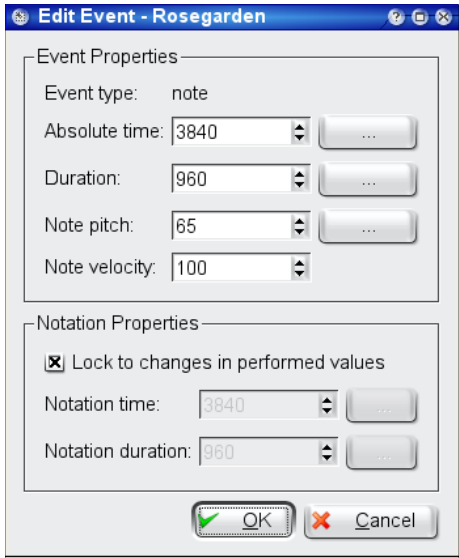 Edit Event - Rosegarden
Event Properties
Event type: note
Absolute time: 3840 ...
Duration: 960 ...
Note pitch: 65 ...
Note velocity: 100
Notation Properties
Lock to changes in performed values
Notation time: 3840 ...
Notation duration: 960 ...
OK Cancel